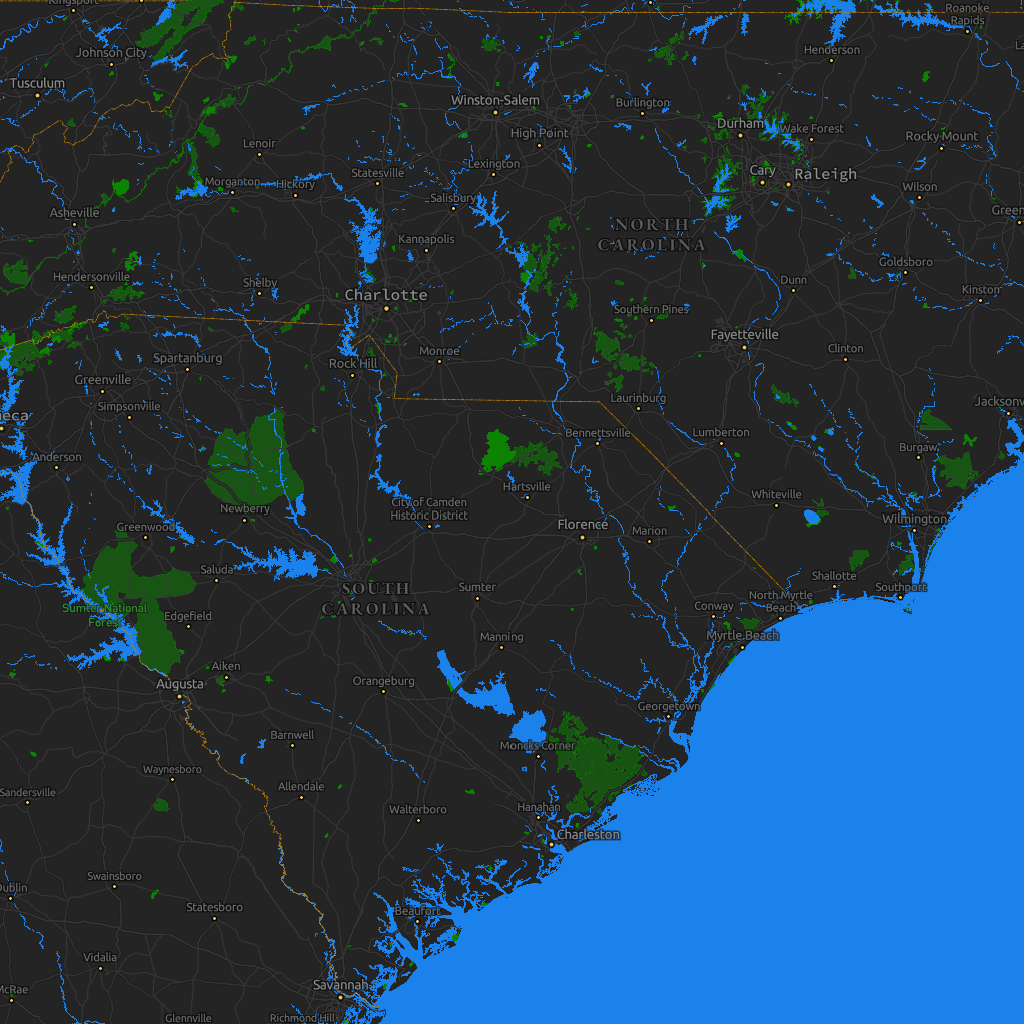 Kingsport
Roanoke
Rapids
Johnson City
Henderson
Tusculum
Winston-Salem
Burlington
High Point
Durham
Wake Forest
Rocky Mount
Lenoir
Lexington
Statesville
Cary
Raleigh
Morganton
Hickory
Salisbury
Wilson
Asheville
Green
NORTH
CAROLINA
Kannapolis
Goldsboro
Hendersonville
Shelby
Dunn
Kinston
Charlotte
Southern Pines
Fayetteville
Monroe
Clinton
Spartanburg
Rock Hill
Greenville
Laurinburg
Simpsonville
Jacksonv
eca
Bennettsville
Lumberton
Burgaw
Anderson
Hartsville
Whiteville
City of Camden
Historic District
Newberry
Greenwood
Florence
Marion
Wilmington
Saluda
SOUTH
CAROLINA
Sumter
Shallotte
Southport
North Myrtle
Beach
Sumter National
Forest
Edgefield
Conway
Manning
Myrtle Beach
Aiken
Augusta
Orangeburg
Georgetown
Barnwell
Moncks Corner
Waynesboro
Sandersville
Allendale
Walterboro
Hanahan
Charleston
Swainsboro
Dublin
Statesboro
Beaufort
Vidalia
McRae
Savannah
Glennville
Richmond Hill